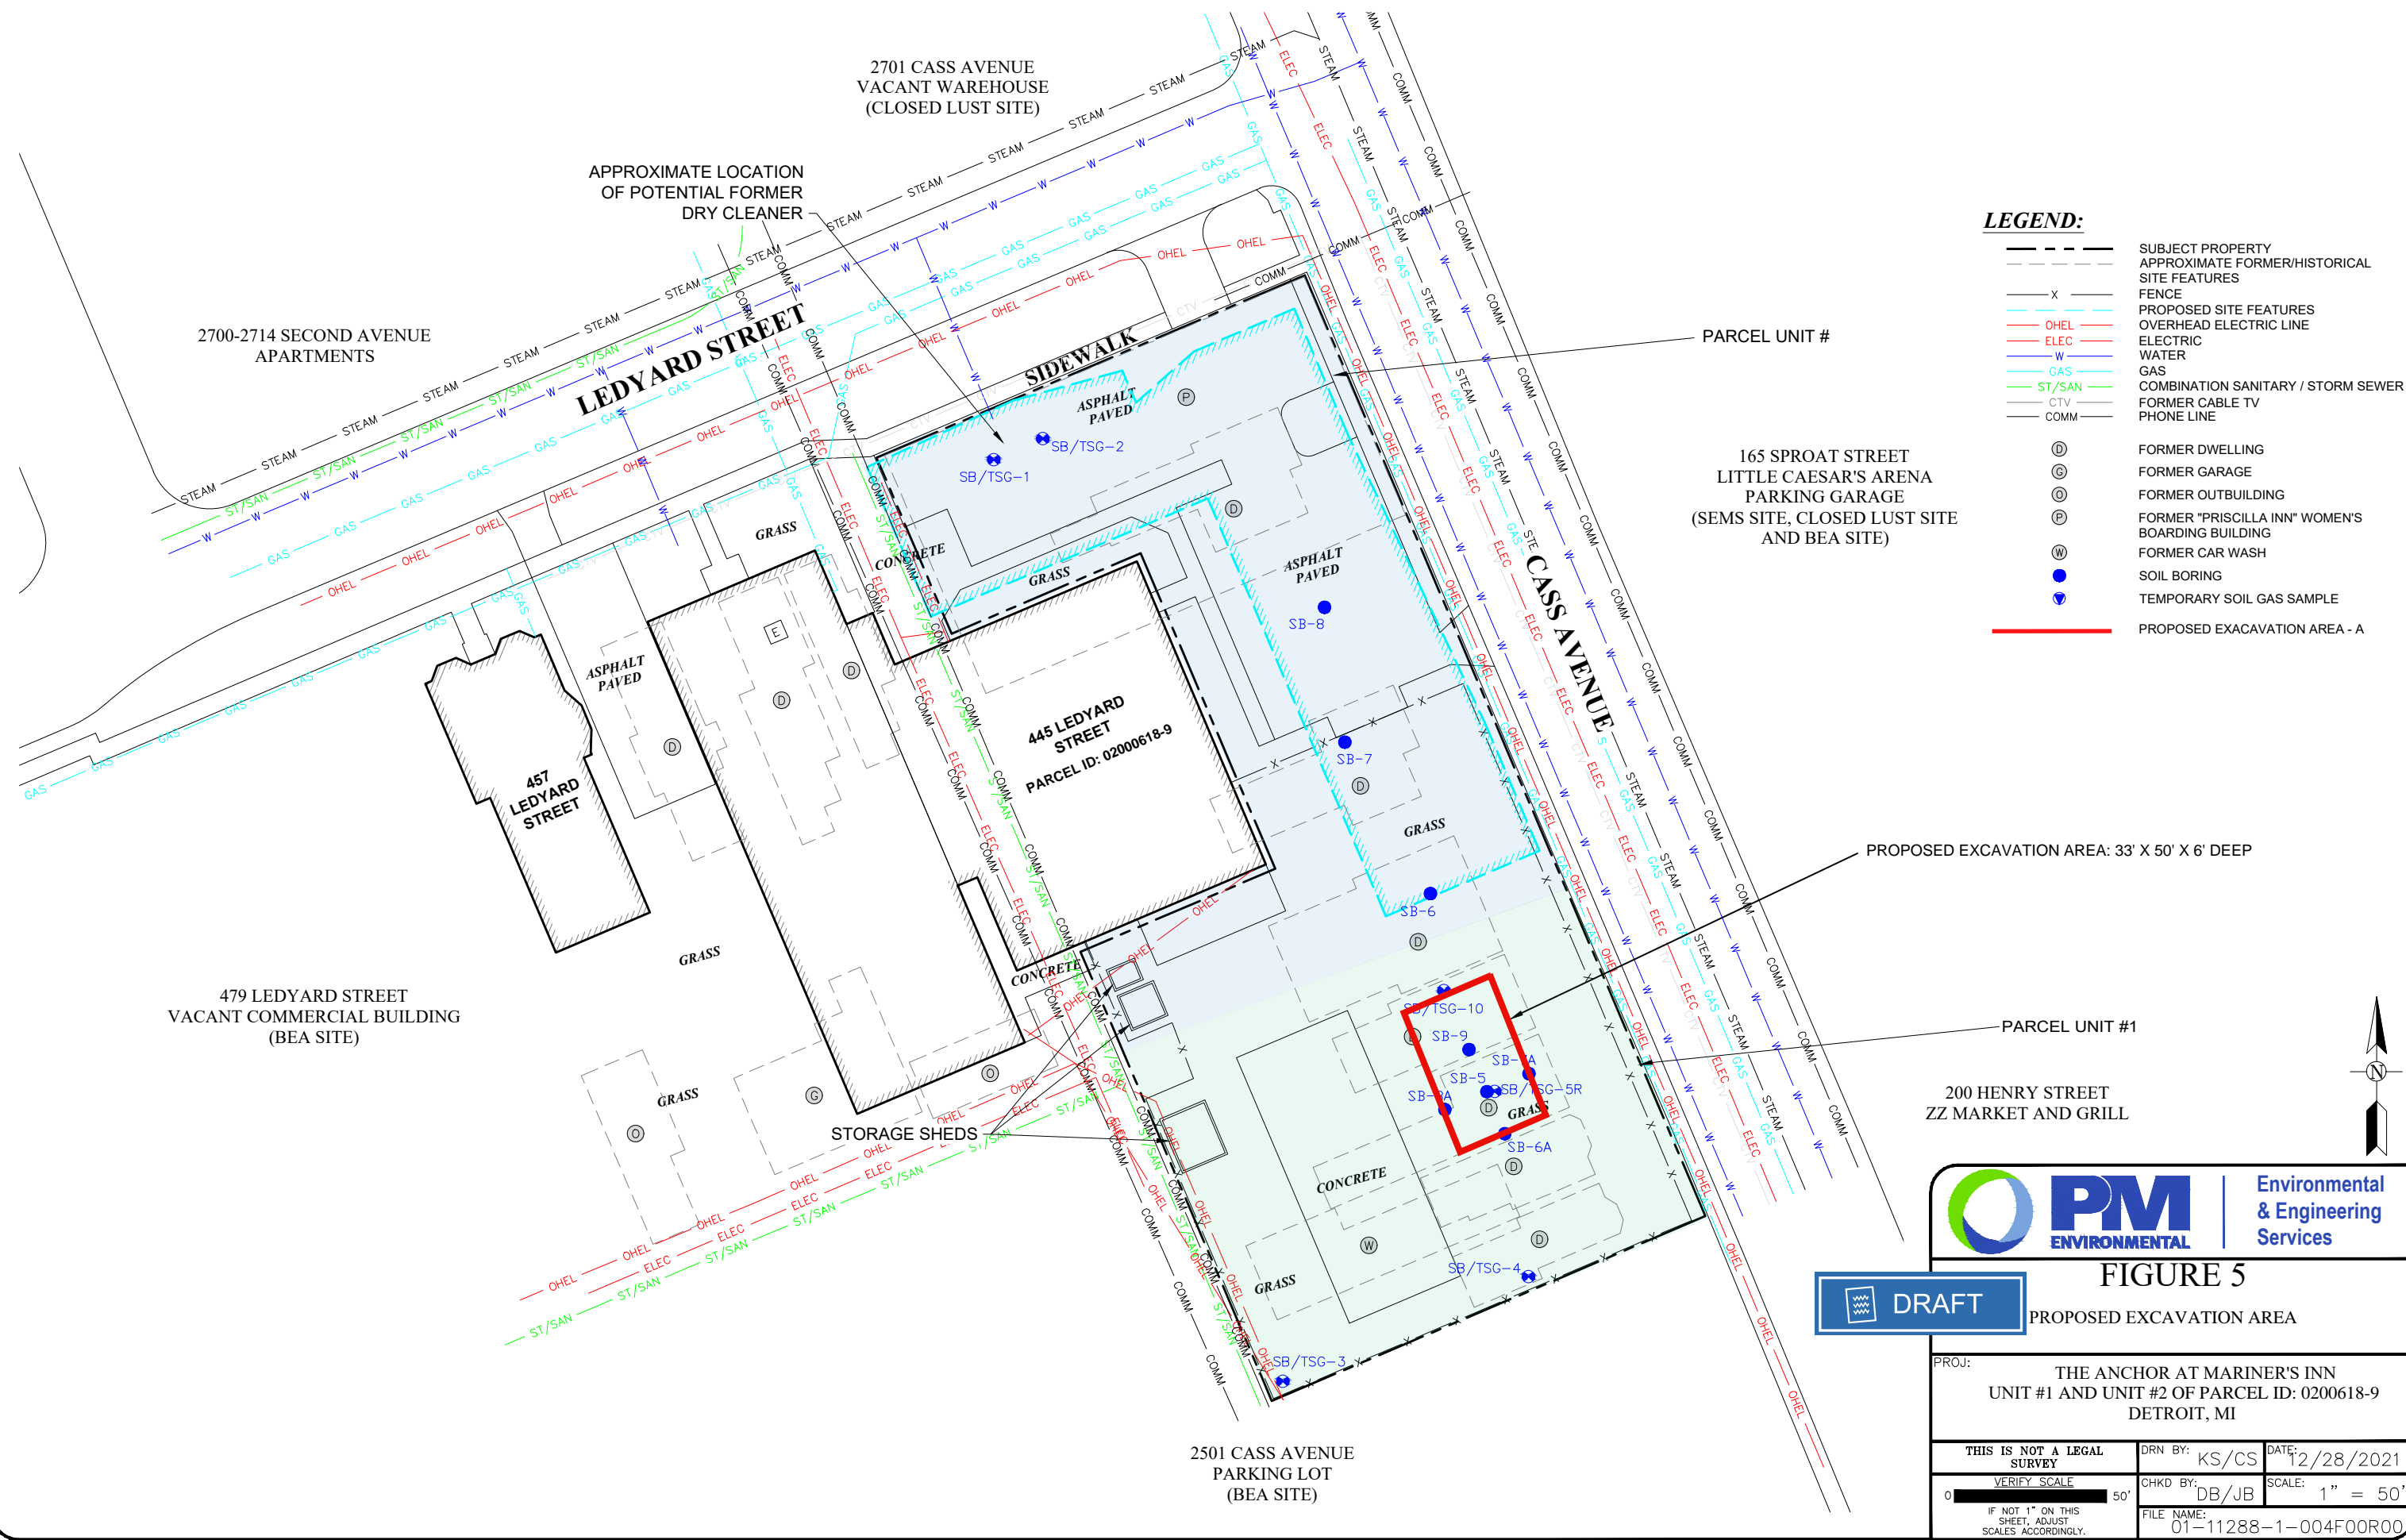 2701 CASS AVENUE
VACANT WAREHOUSE
(CLOSED LUST SITE)
APPROXIMATE LOCATION
OF POTENTIAL FORMER
DRY CLEANER
2700-2714 SECOND AVENUE
APARTMENTS
LEDYARD STREET
SIDEWALK
PARCEL UNIT #
LEGEND:
SUBJECT PROPERTY
APPROXIMATE FORMER/HISTORICAL
SITE FEATURES
X FENCE
PROPOSED SITE FEATURES
OHEL OVERHEAD ELECTRIC LINE
ELEC ELECTRIC
W WATER
GAS GAS
ST/SAN COMBINATION SANITARY / STORM SEWER
CTV FORMER CABLE TV
COMM PHONE LINE
D FORMER DWELLING
G FORMER GARAGE
O FORMER OUTBUILDING
P FORMER "PRISCILLA INN" WOMEN'S
BOARDING BUILDING
W FORMER CAR WASH
SOIL BORING
TEMPORARY SOIL GAS SAMPLE
PROPOSED EXACAVATION AREA - A
165 SPROAT STREET
LITTLE CAESAR'S ARENA
PARKING GARAGE
(SEMS SITE, CLOSED LUST SITE
AND BEA SITE)
ASPHALT
PAVED
P
SB/TSG-2
SB/TSG-1
GRASS
D
CONCRETE
GRASS
ASPHALT
PAVED
SB-8
CASS AVENUE
E
D
D
ASPHALT
PAVED
D
445 LEDYARD
STREET
PARCEL ID: 02000618-9
457
LEDYARD
STREET
SB-7
D
GRASS
PROPOSED EXCAVATION AREA: 33' X 50' X 6' DEEP
SB-6
D
GRASS
CONCRETE
479 LEDYARD STREET
VACANT COMMERCIAL BUILDING
(BEA SITE)
SB/TSG-10
SB-9
SB-5
SB/TSG-5R
D
GRASS
SB-6A
D
PARCEL UNIT #1
N
200 HENRY STREET
ZZ MARKET AND GRILL
GRASS
G
O
O
STORAGE SHEDS
CONCRETE
W
D
SB/TSG-4
GRASS
SB/TSG-3
2501 CASS AVENUE
PARKING LOT
(BEA SITE)
PM
ENVIRONMENTAL
Environmental
& Engineering
Services
FIGURE 5
DRAFT
PROPOSED EXCAVATION AREA
PROJ:
THE ANCHOR AT MARINER'S INN
UNIT #1 AND UNIT #2 OF PARCEL ID: 0200618-9
DETROIT, MI
THIS IS NOT A LEGAL
SURVEY
DRN BY: KS/CS
DATE: 12/28/2021
VERIFY SCALE
0 50'
IF NOT 1" ON THIS
SHEET, ADJUST
SCALES ACCORDINGLY.
CHKD BY: DB/JB
SCALE: 1" = 50'
FILE NAME:
01-11288-1-004F00R00